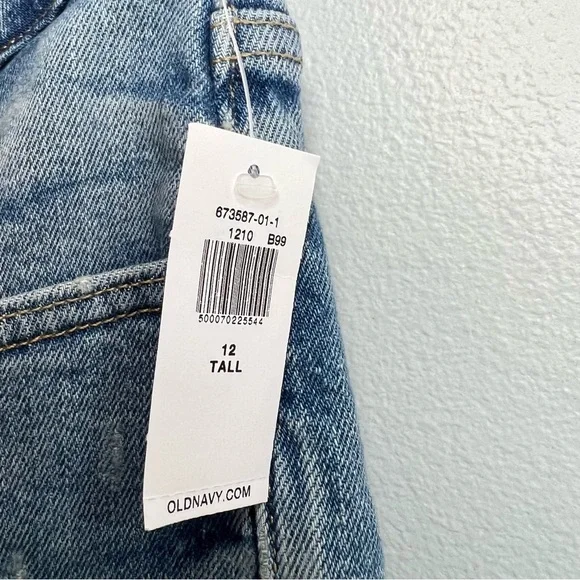 673587-01-1
1210 B99
500070225544
12
TALL
OLDNAVY.COM